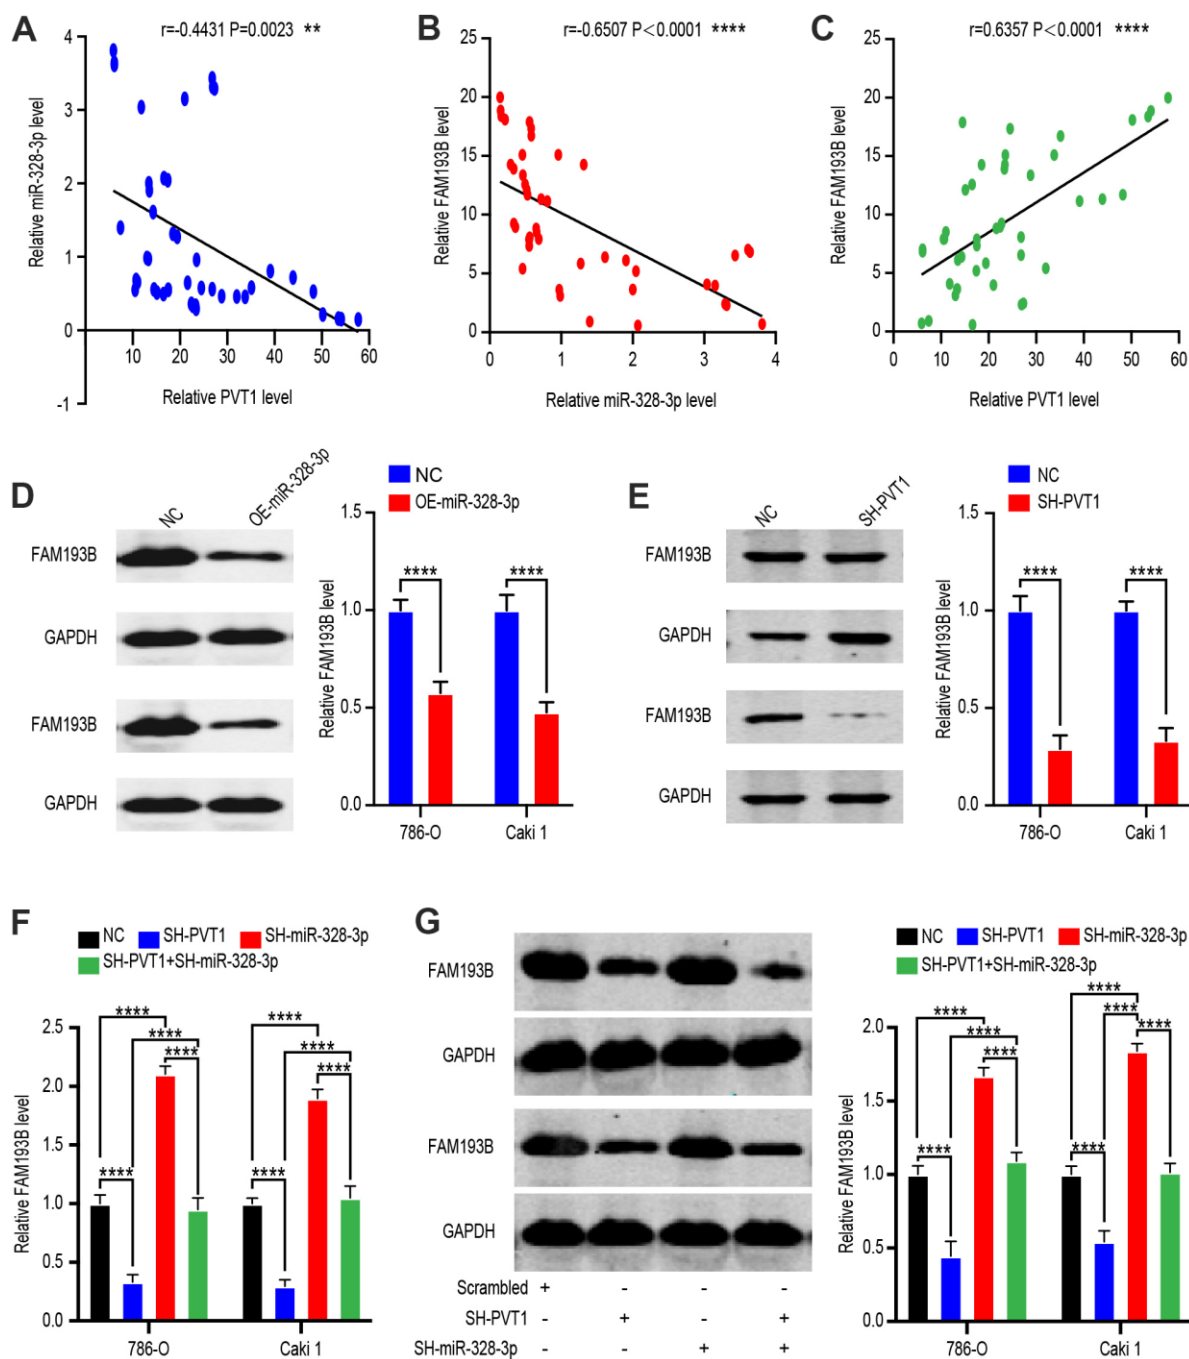 A
r=-0.4431 P=0.0023 **
Relative miR-328-3p level
4
3
2
1
0
-1
10 20 30 40 50 60
Relative PVT1 level
B
r=-0.6507 P<0.0001 ****
Relative FAM193B level
25
20
15
10
5
0
0 1 2 3 4
Relative miR-328-3p level
C
r=0.6357 P<0.0001 ****
Relative FAM193B level
25
20
15
10
5
0
0 10 20 30 40 50 60
Relative PVT1 level
D
NC OE-miR-328-3p
FAM193B
GAPDH
FAM193B
GAPDH
NC
OE-miR-328-3p
Relative FAM193B level
1.5
1.0
0.5
0.0
**** ****
786-O Caki 1
E
NC SH-PVT1
FAM193B
GAPDH
FAM193B
GAPDH
NC
SH-PVT1
Relative FAM193B level
1.5
1.0
0.5
0.0
**** ****
786-O Caki 1
F
NC SH-PVT1 SH-miR-328-3p
SH-PVT1+SH-miR-328-3p
Relative FAM193B level
2.5
2.0
1.5
1.0
0.5
0.0
**** ****
**** ****
**** ****
**** ****
786-O Caki 1
G
FAM193B
GAPDH
FAM193B
GAPDH
Scrambled + - - -
SH-PVT1 - + - +
SH-miR-328-3p - - + +
NC SH-PVT1 SH-miR-328-3p
SH-PVT1+SH-miR-328-3p
Relative FAM193B level
2.0
1.5
1.0
0.5
0.0
**** ****
**** ****
**** ****
**** ****
786-O Caki 1